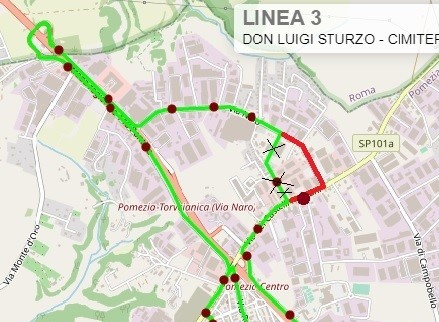 LINEA 3
DON LUIGI STURZO - CIMITER
Roma
Pomezia
SP101a
Via Monte d'Oro
Pomezia-Torvaianica (Via Naro,
Via di Campobello
Pomezia Centro